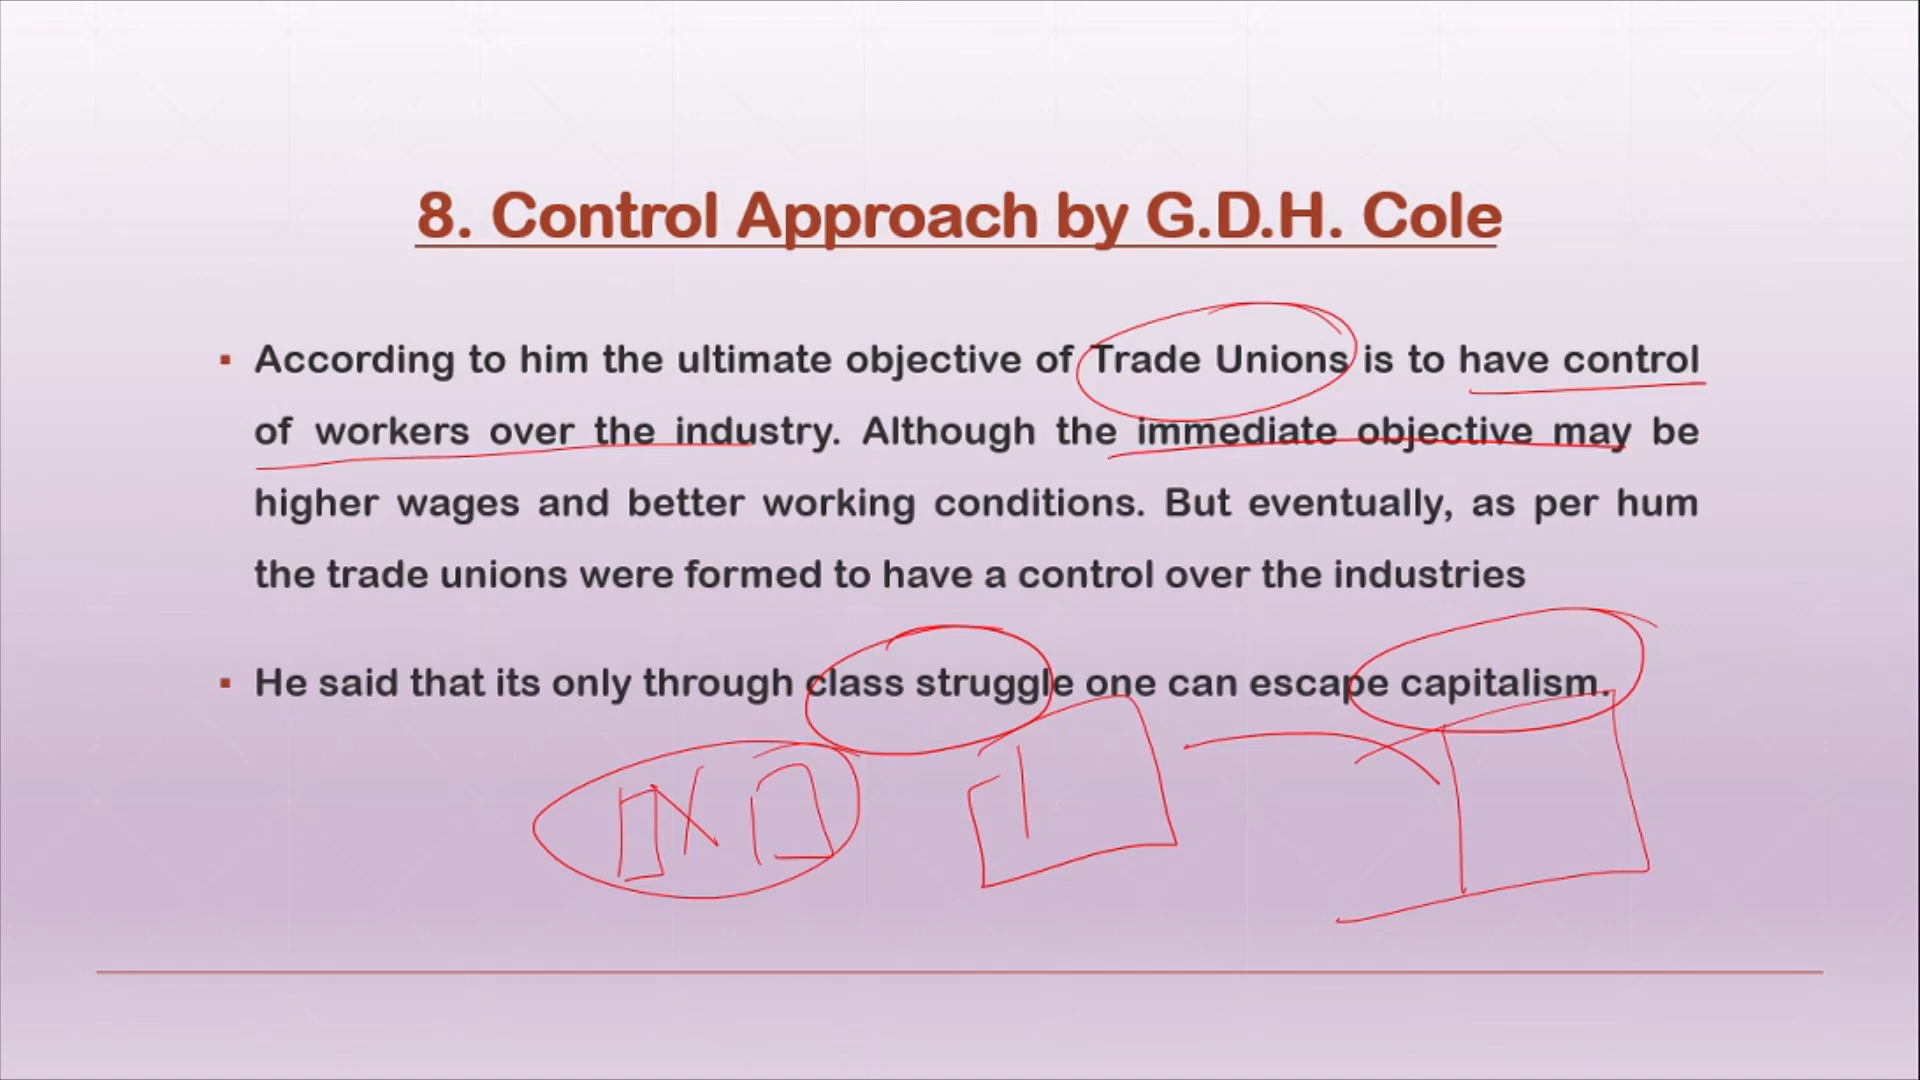 8. Control Approach by G.D.H. Cole
▪ According to him the ultimate objective of Trade Unions is to have control
of workers over the industry. Although the immediate objective may be
higher wages and better working conditions. But eventually, as per hum
the trade unions were formed to have a control over the industries
▪ He said that its only through class struggle one can escape capitalism.